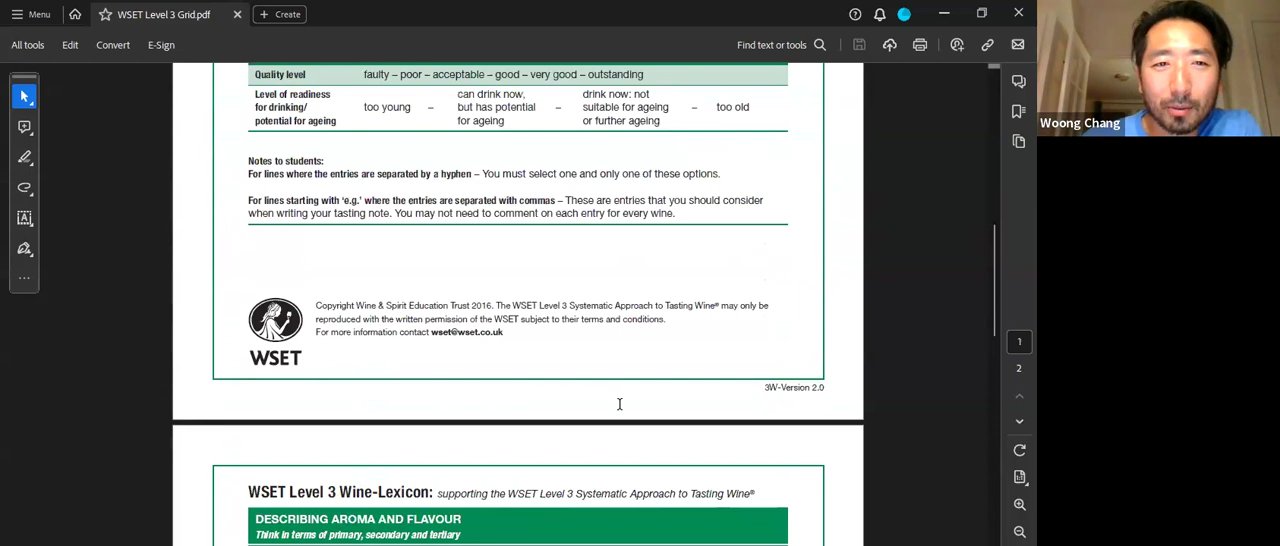 Menu
WSET Level 3 Grid.pdf
Create
All tools
Edit
Convert
E-Sign
Find text or tools
Woong Chang
Quality level faulty – poor – acceptable – good – very good – outstanding
Level of readiness can drink now, drink now: not
for drinking/ too young – but has potential – suitable for ageing – too old
potential for ageing for ageing or further ageing
Notes to students:
For lines where the entries are separated by a hyphen – You must select one and only one of these options.
For lines starting with ‘e.g.’ where the entries are separated with commas – These are entries that you should consider
when writing your tasting note. You may not need to comment on each entry for every wine.
Copyright Wine & Spirit Education Trust 2016. The WSET Level 3 Systematic Approach to Tasting Wine® may only be
reproduced with the written permission of the WSET subject to their terms and conditions.
For more information contact wset@wset.co.uk
WSET
3W-Version 2.0
1
2
WSET Level 3 Wine-Lexicon: supporting the WSET Level 3 Systematic Approach to Tasting Wine®
DESCRIBING AROMA AND FLAVOUR
Think in terms of primary, secondary and tertiary